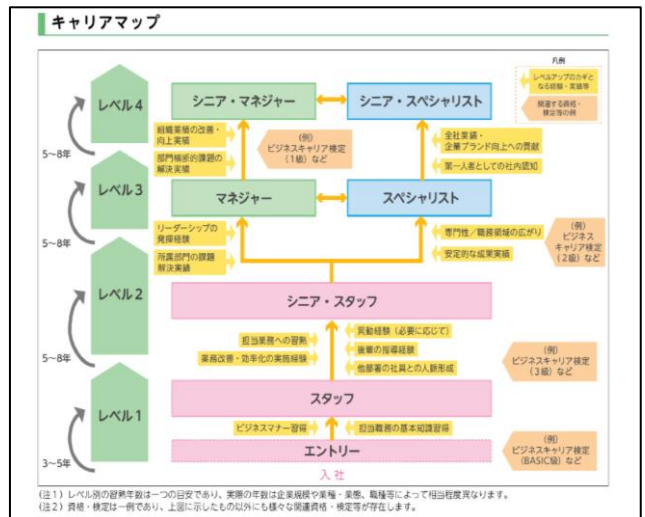 キャリアマップ
凡例
レベルアップのカギと
なる経験・実績等
関連する資格・
検定等の例
レベル4
シニア・マネジャー
シニア・スペシャリスト
組織業績の改善・
向上実績
部門横断的課題の
解決実績
(例)
ビジネスキャリア検定
(1級)など
全社業績・
企業ブランド向上への貢献
第一人者としての社内認知
5~8年
レベル3
マネジャー
スペシャリスト
リーダーシップの
発揮経験
所属部門の課題
解決実績
専門性/職務領域の広がり
安定的な成果実績
(例)
ビジネス
キャリア検定
(2級)など
5~8年
レベル2
シニア・スタッフ
担当業務への習熟
業務改善・効率化の実施経験
異動経験(必要に応じて)
後輩の指導経験
他部署の社員との人脈形成
(例)
ビジネスキャリア検定
(3級)など
5~8年
レベル1
スタッフ
ビジネスマナー習得
担当職務の基本知識習得
エントリー
(例)
ビジネスキャリア検定
(BASIC級)など
3~5年
入社
(注1)レベル別の習熟年数は一つの目安であり、実際の年数は企業規模や業種・業態、職種等によって相当程度異なります。
(注2)資格・検定は一例であり、上図に示したもの以外にも様々な関連資格・検定等が存在します。